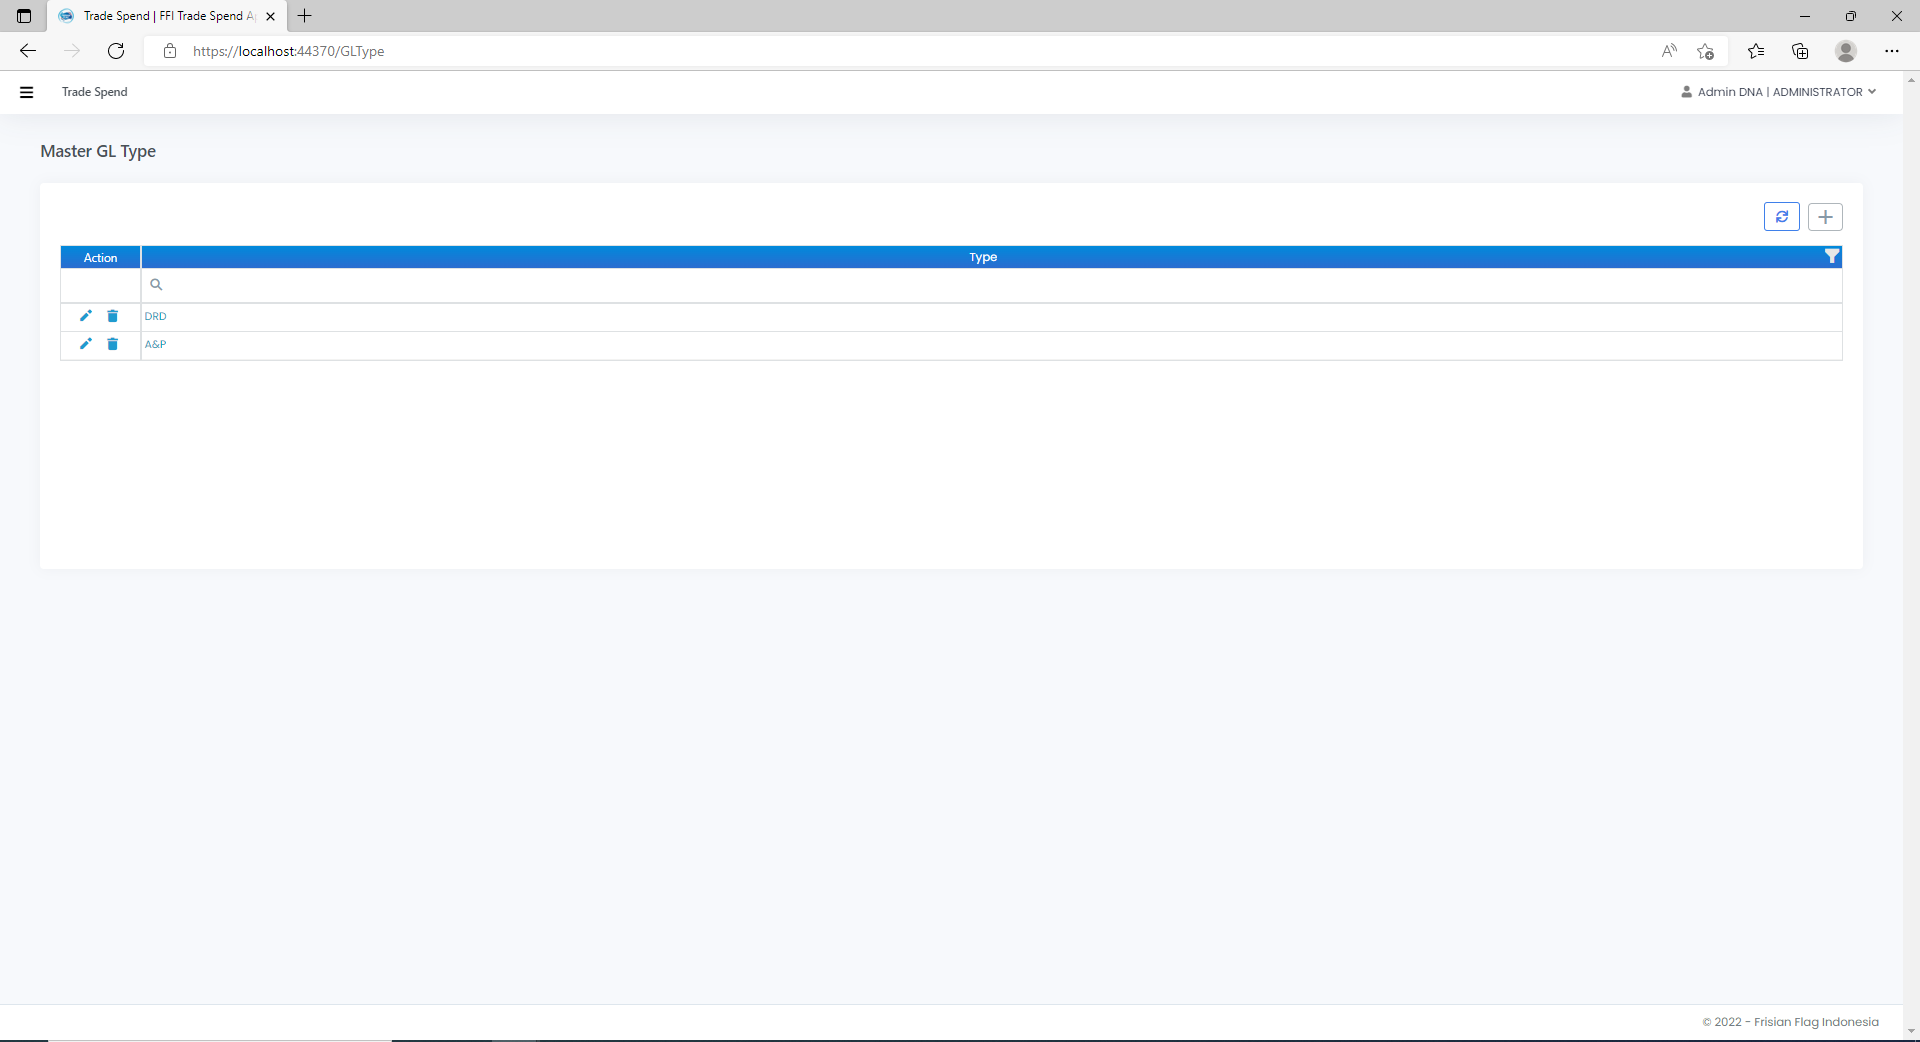 Trade Spend | FFI Trade Spend A
https://localhost:44370/GLType
Trade Spend
Admin DNA | ADMINISTRATOR
Master GL Type
Action Type
DRD
A&P
© 2022 - Frisian Flag Indonesia